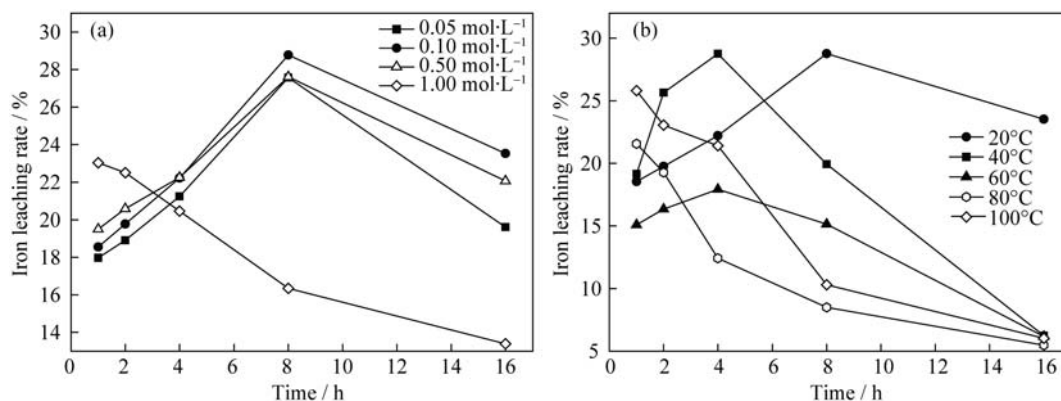 (a)
0.05 mol·L⁻¹
0.10 mol·L⁻¹
0.50 mol·L⁻¹
1.00 mol·L⁻¹
28
26
24
22
20
18
16
14
Iron leaching rate / %
0 2 4 6 8 10 12 14 16
Time / h
(b)
20°C
40°C
60°C
80°C
100°C
30
25
20
15
10
5
Iron leaching rate / %
0 2 4 6 8 10 12 14 16
Time / h